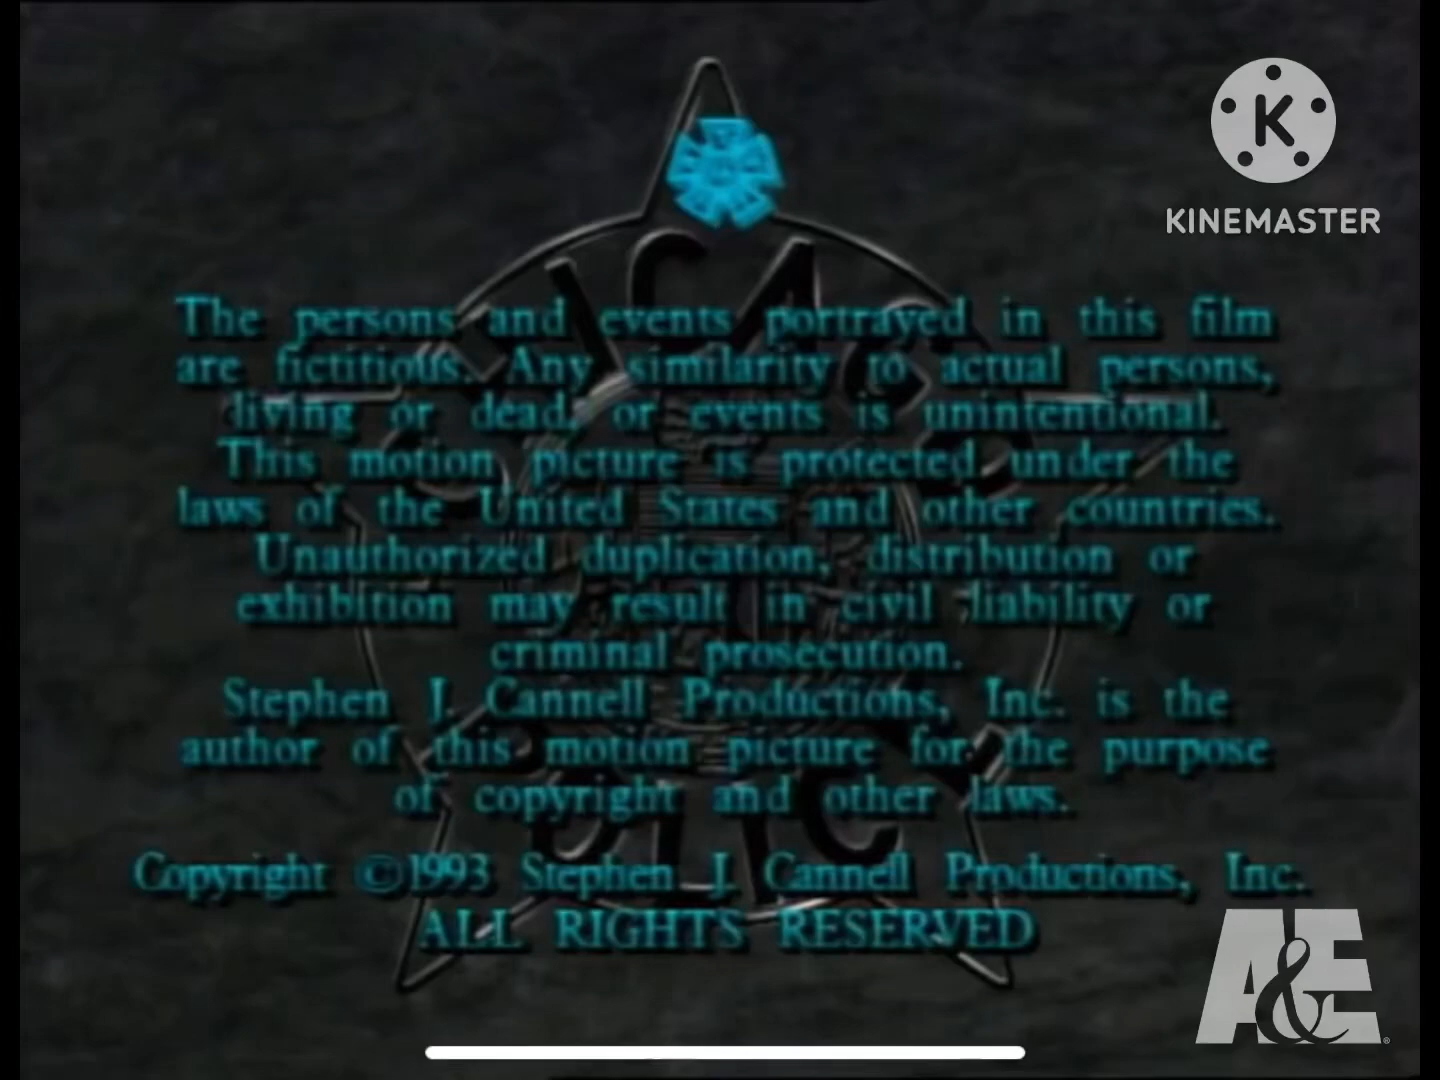 K
KINEMASTER
CHICAGO
The persons and events portrayed in this film
are fictitious. Any similarity to actual persons,
living or dead, or events is unintentional.
This motion picture is protected under the
laws of the United States and other countries.
Unauthorized duplication, distribution or
exhibition may result in civil liability or
criminal prosecution.
Stephen J. Cannell Productions, Inc. is the
author of this motion picture for the purpose
of copyright and other laws.
POLICE
Copyright ©1993 Stephen J. Cannell Productions, Inc.
ALL RIGHTS RESERVED
A&E